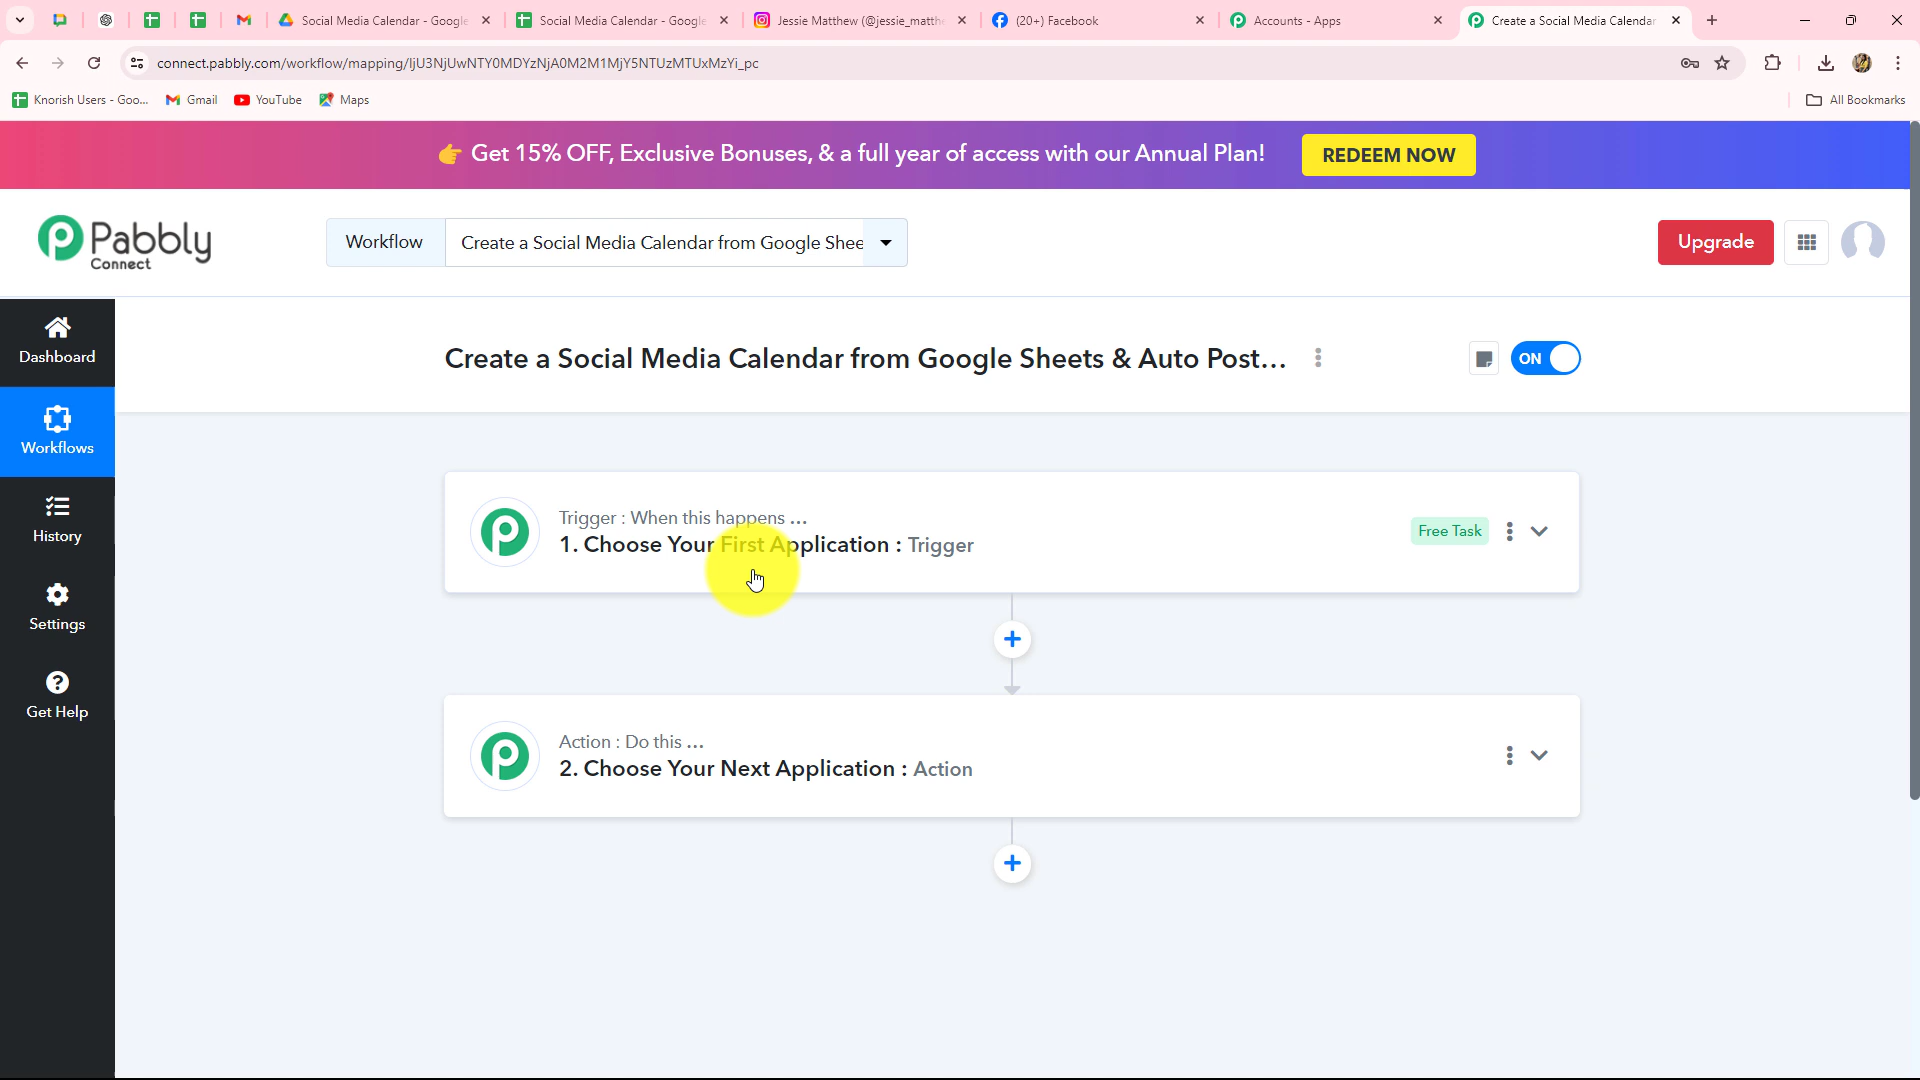 Social Media Calendar - Google
Social Media Calendar - Google
Jessie Matthew (@jessie_matthe
(20+) Facebook
Accounts - Apps
Create a Social Media Calendar
connect.pabbly.com/workflow/mapping/IjU3NjUwNTY0MDYzNjA0M2M1MjY5NTUzMTUxMzYi_pc
Knorish Users - Goo...
Gmail
YouTube
Maps
All Bookmarks
Get 15% OFF, Exclusive Bonuses, & a full year of access with our Annual Plan!
REDEEM NOW
Pabbly
Connect
Workflow
Create a Social Media Calendar from Google Shee
Upgrade
Dashboard
Workflows
History
Settings
Get Help
Create a Social Media Calendar from Google Sheets & Auto Post...
ON
Trigger : When this happens ...
1. Choose Your First Application : Trigger
Free Task
Action : Do this ...
2. Choose Your Next Application : Action